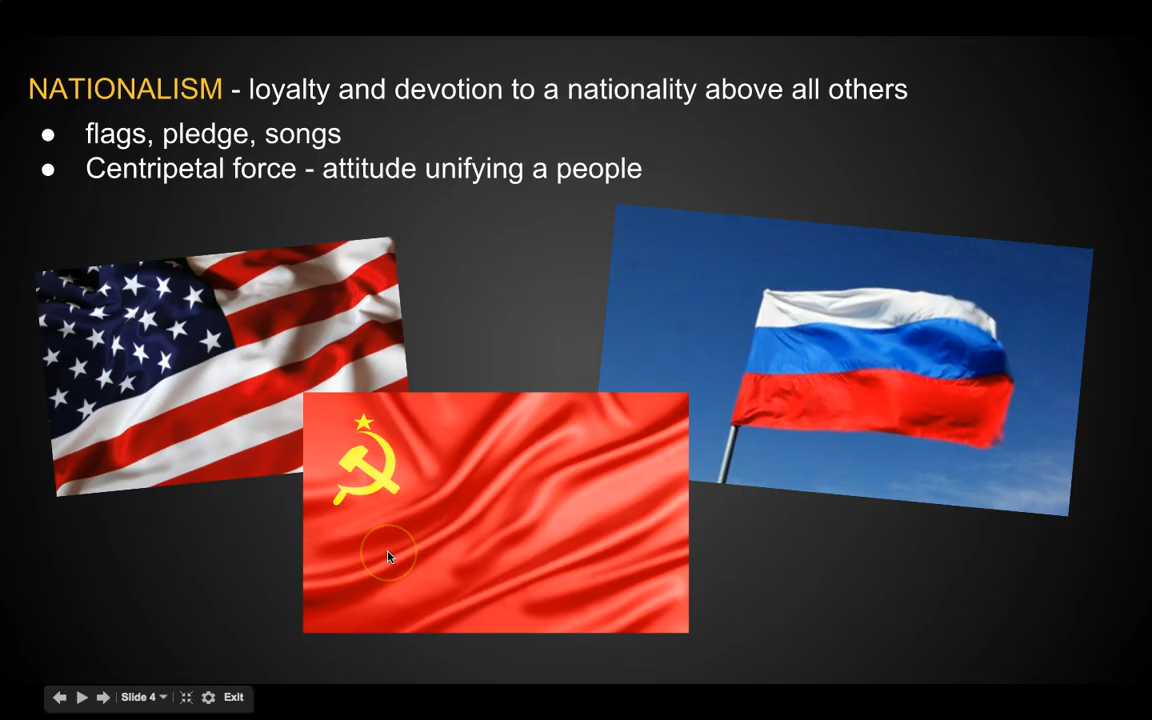 NATIONALISM - loyalty and devotion to a nationality above all others
● flags, pledge, songs
● Centripetal force - attitude unifying a people
Slide 4
Exit